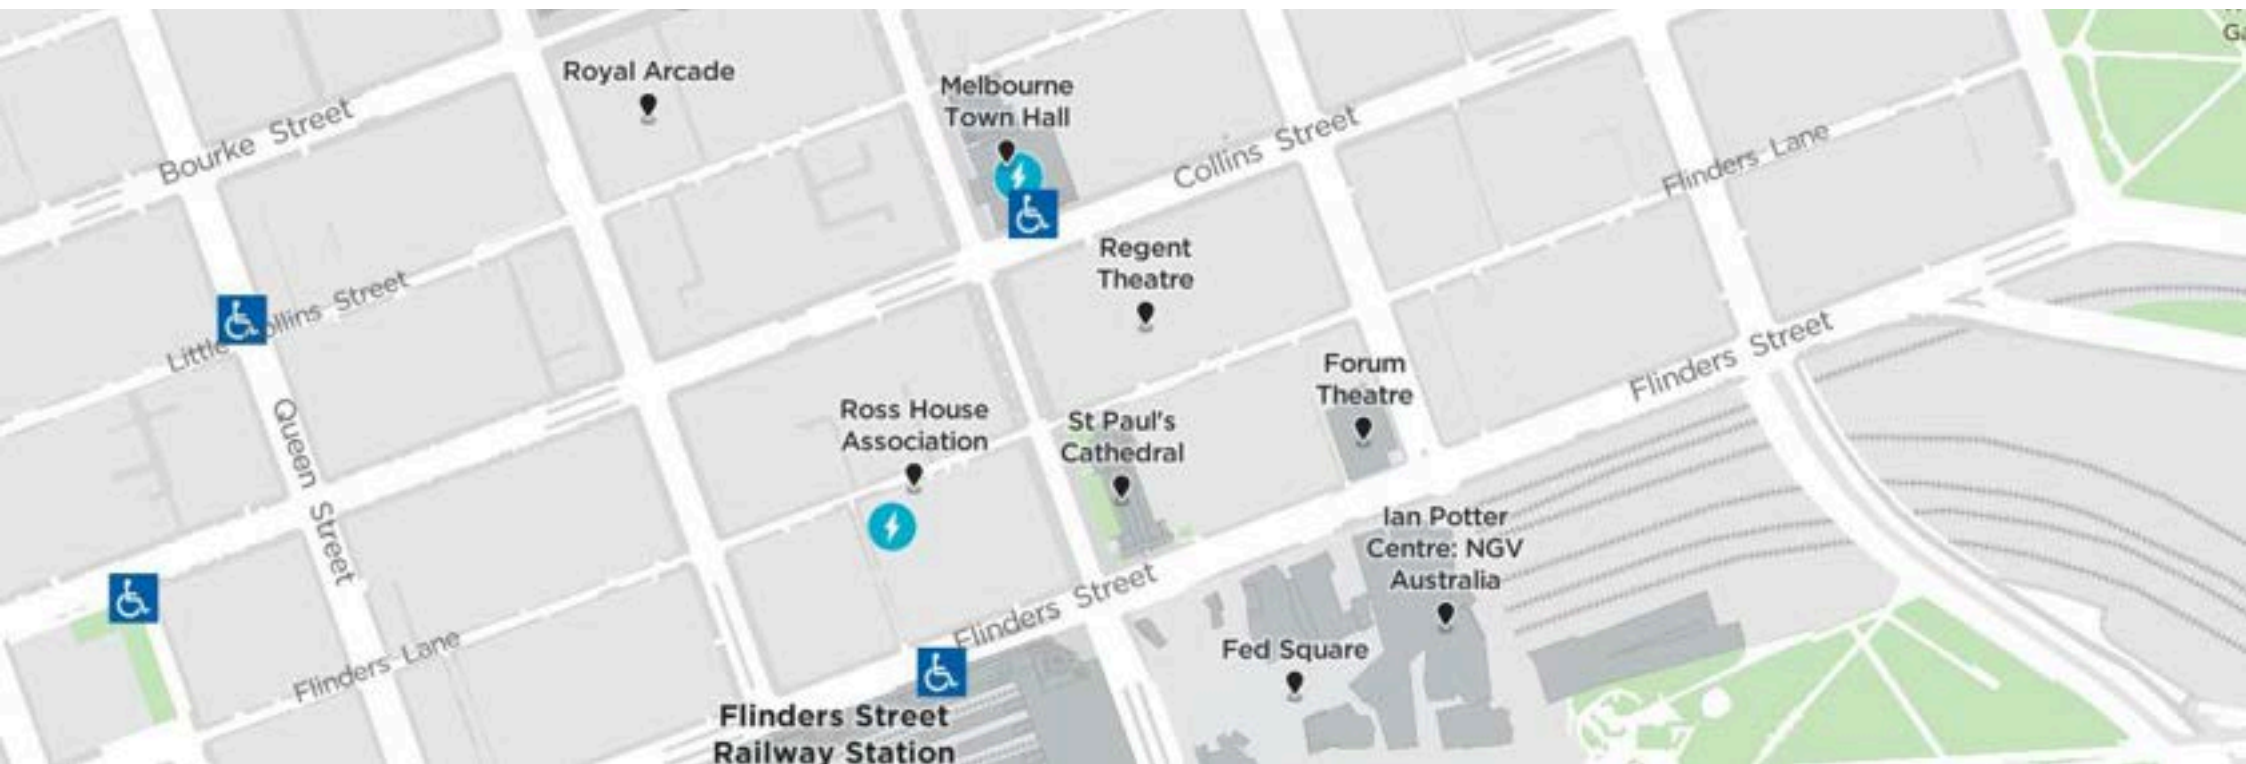 Royal Arcade
Melbourne
Town Hall
Bourke Street
Collins Street
Flinders Lane
Regent
Theatre
Little Collins Street
Flinders Street
Forum
Theatre
Queen Street
Ross House
Association
St Paul's
Cathedral
Ian Potter
Centre: NGV
Australia
Flinders Street
Fed Square
Flinders Lane
Flinders Street
Railway Station